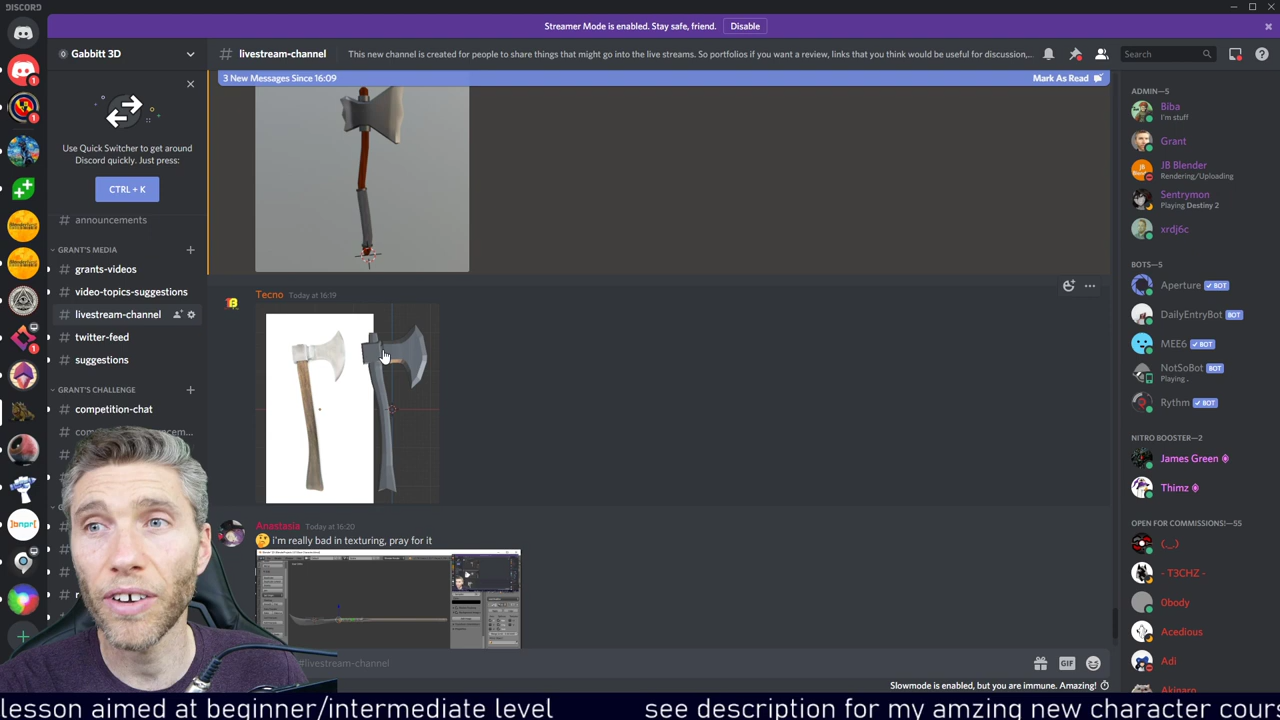 DISCORD
Streamer Mode is enabled. Stay safe, friend.
Disable
Gabbitt 3D
# livestream-channel
This new channel is created for people to share things that might go into the live streams. So portfolios if you want a review, links that you think would be useful for discussion,...
Search
3 New Messages Since 16:09
Mark As Read
Use Quick Switcher to get around
Discord quickly. Just press:
CTRL + K
# announcements
GRANT'S MEDIA
# grants-videos
# video-topics-suggestions
# livestream-channel
# twitter-feed
# suggestions
GRANT'S CHALLENGE
# competition-chat
Tecno Today at 16:19
Anastasia Today at 16:20
i'm really bad in texturing, pray for it
#livestream-channel
GIF
Slowmode is enabled, but you are immune. Amazing!
ADMIN—5
Biba
I'm stuff
Grant
JB Blender
Rendering/Uploading
Sentrymon
Playing Destiny 2
xrdj6c
BOTS—5
Aperture BOT
DailyEntryBot BOT
MEE6 BOT
NotSoBot BOT
Playing .
Rythm BOT
NITRO BOOSTER—2
James Green
Thimz
OPEN FOR COMMISSIONS!—55
(._.)
- T3CHZ -
0body
Acedious
Adi
Akinaro
lesson aimed at beginner/intermediate level
see description for my amzing new character cours